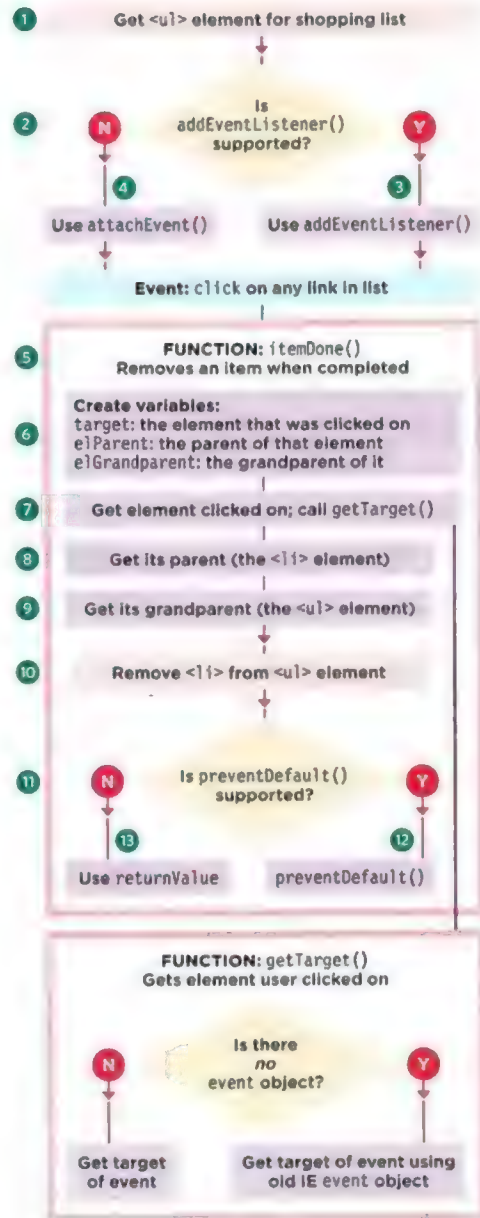 1 Get <ul> element for shopping list
2 N Is Y
addEventListener()
supported?
4 3
Use attachEvent() Use addEventListener()
Event: click on any link in list
5 FUNCTION: itemDone()
Removes an item when completed
6 Create variables:
target: the element that was clicked on
elParent: the parent of that element
elGrandparent: the grandparent of it
7 Get element clicked on; call getTarget()
8 Get its parent (the <li> element)
9 Get its grandparent (the <ul> element)
10 Remove <li> from <ul> element
11 N Is preventDefault() Y
supported?
13 12
Use returnValue preventDefault()
FUNCTION: getTarget()
Gets element user clicked on
N Is there Y
no
event object?
Get target Get target of event using
of event old IE event object